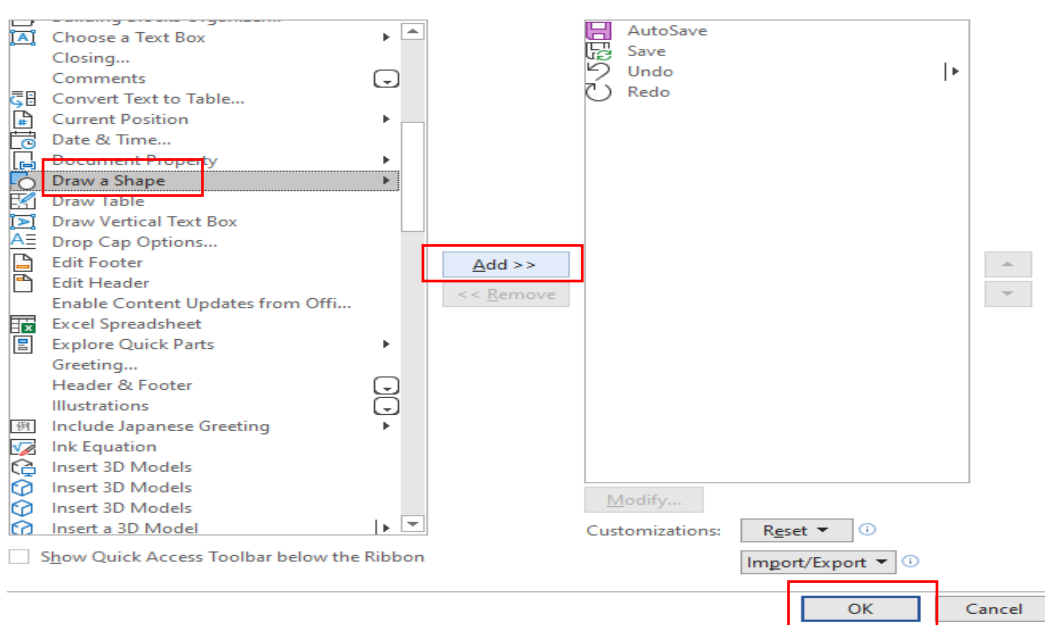 Choose a Text Box
Closing...
Comments
Convert Text to Table...
Current Position
Date & Time...
Document Property
Draw a Shape
Draw Table
Draw Vertical Text Box
Drop Cap Options...
Edit Footer
Edit Header
Enable Content Updates from Offi...
Excel Spreadsheet
Explore Quick Parts
Greeting...
Header & Footer
Illustrations
Include Japanese Greeting
Ink Equation
Insert 3D Models
Insert 3D Models
Insert 3D Models
Insert a 3D Model
Show Quick Access Toolbar below the Ribbon
Add >>
<< Remove
AutoSave
Save
Undo
Redo
Modify...
Customizations:
Reset
Import/Export
OK
Cancel